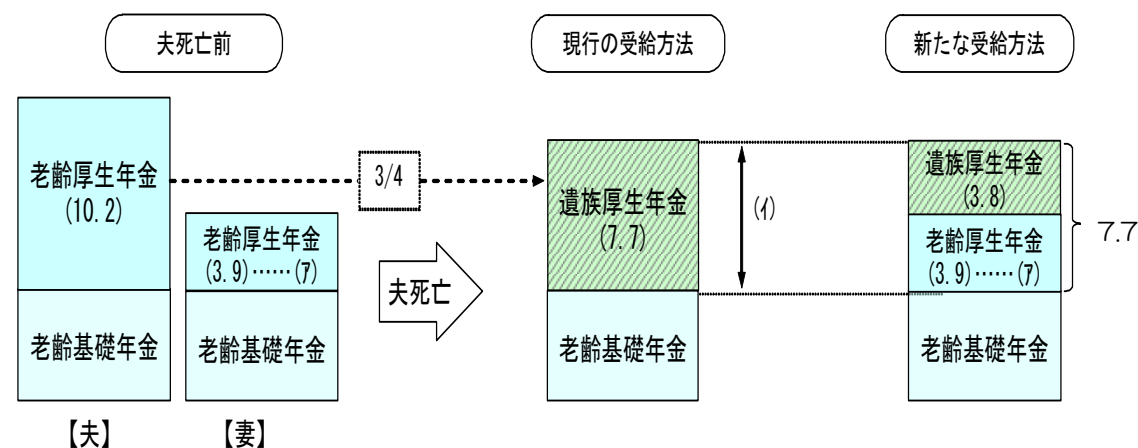 夫死亡前
現行の受給方法
新たな受給方法
老齢厚生年金
(10.2)
3/4
老齢厚生年金
(3.9)……(ア)
夫死亡
遺族厚生年金
(7.7)
(イ)
遺族厚生年金
(3.8)
老齢厚生年金
(3.9)……(ア)
7.7
老齢基礎年金
老齢基礎年金
老齢基礎年金
老齢基礎年金
【夫】
【妻】